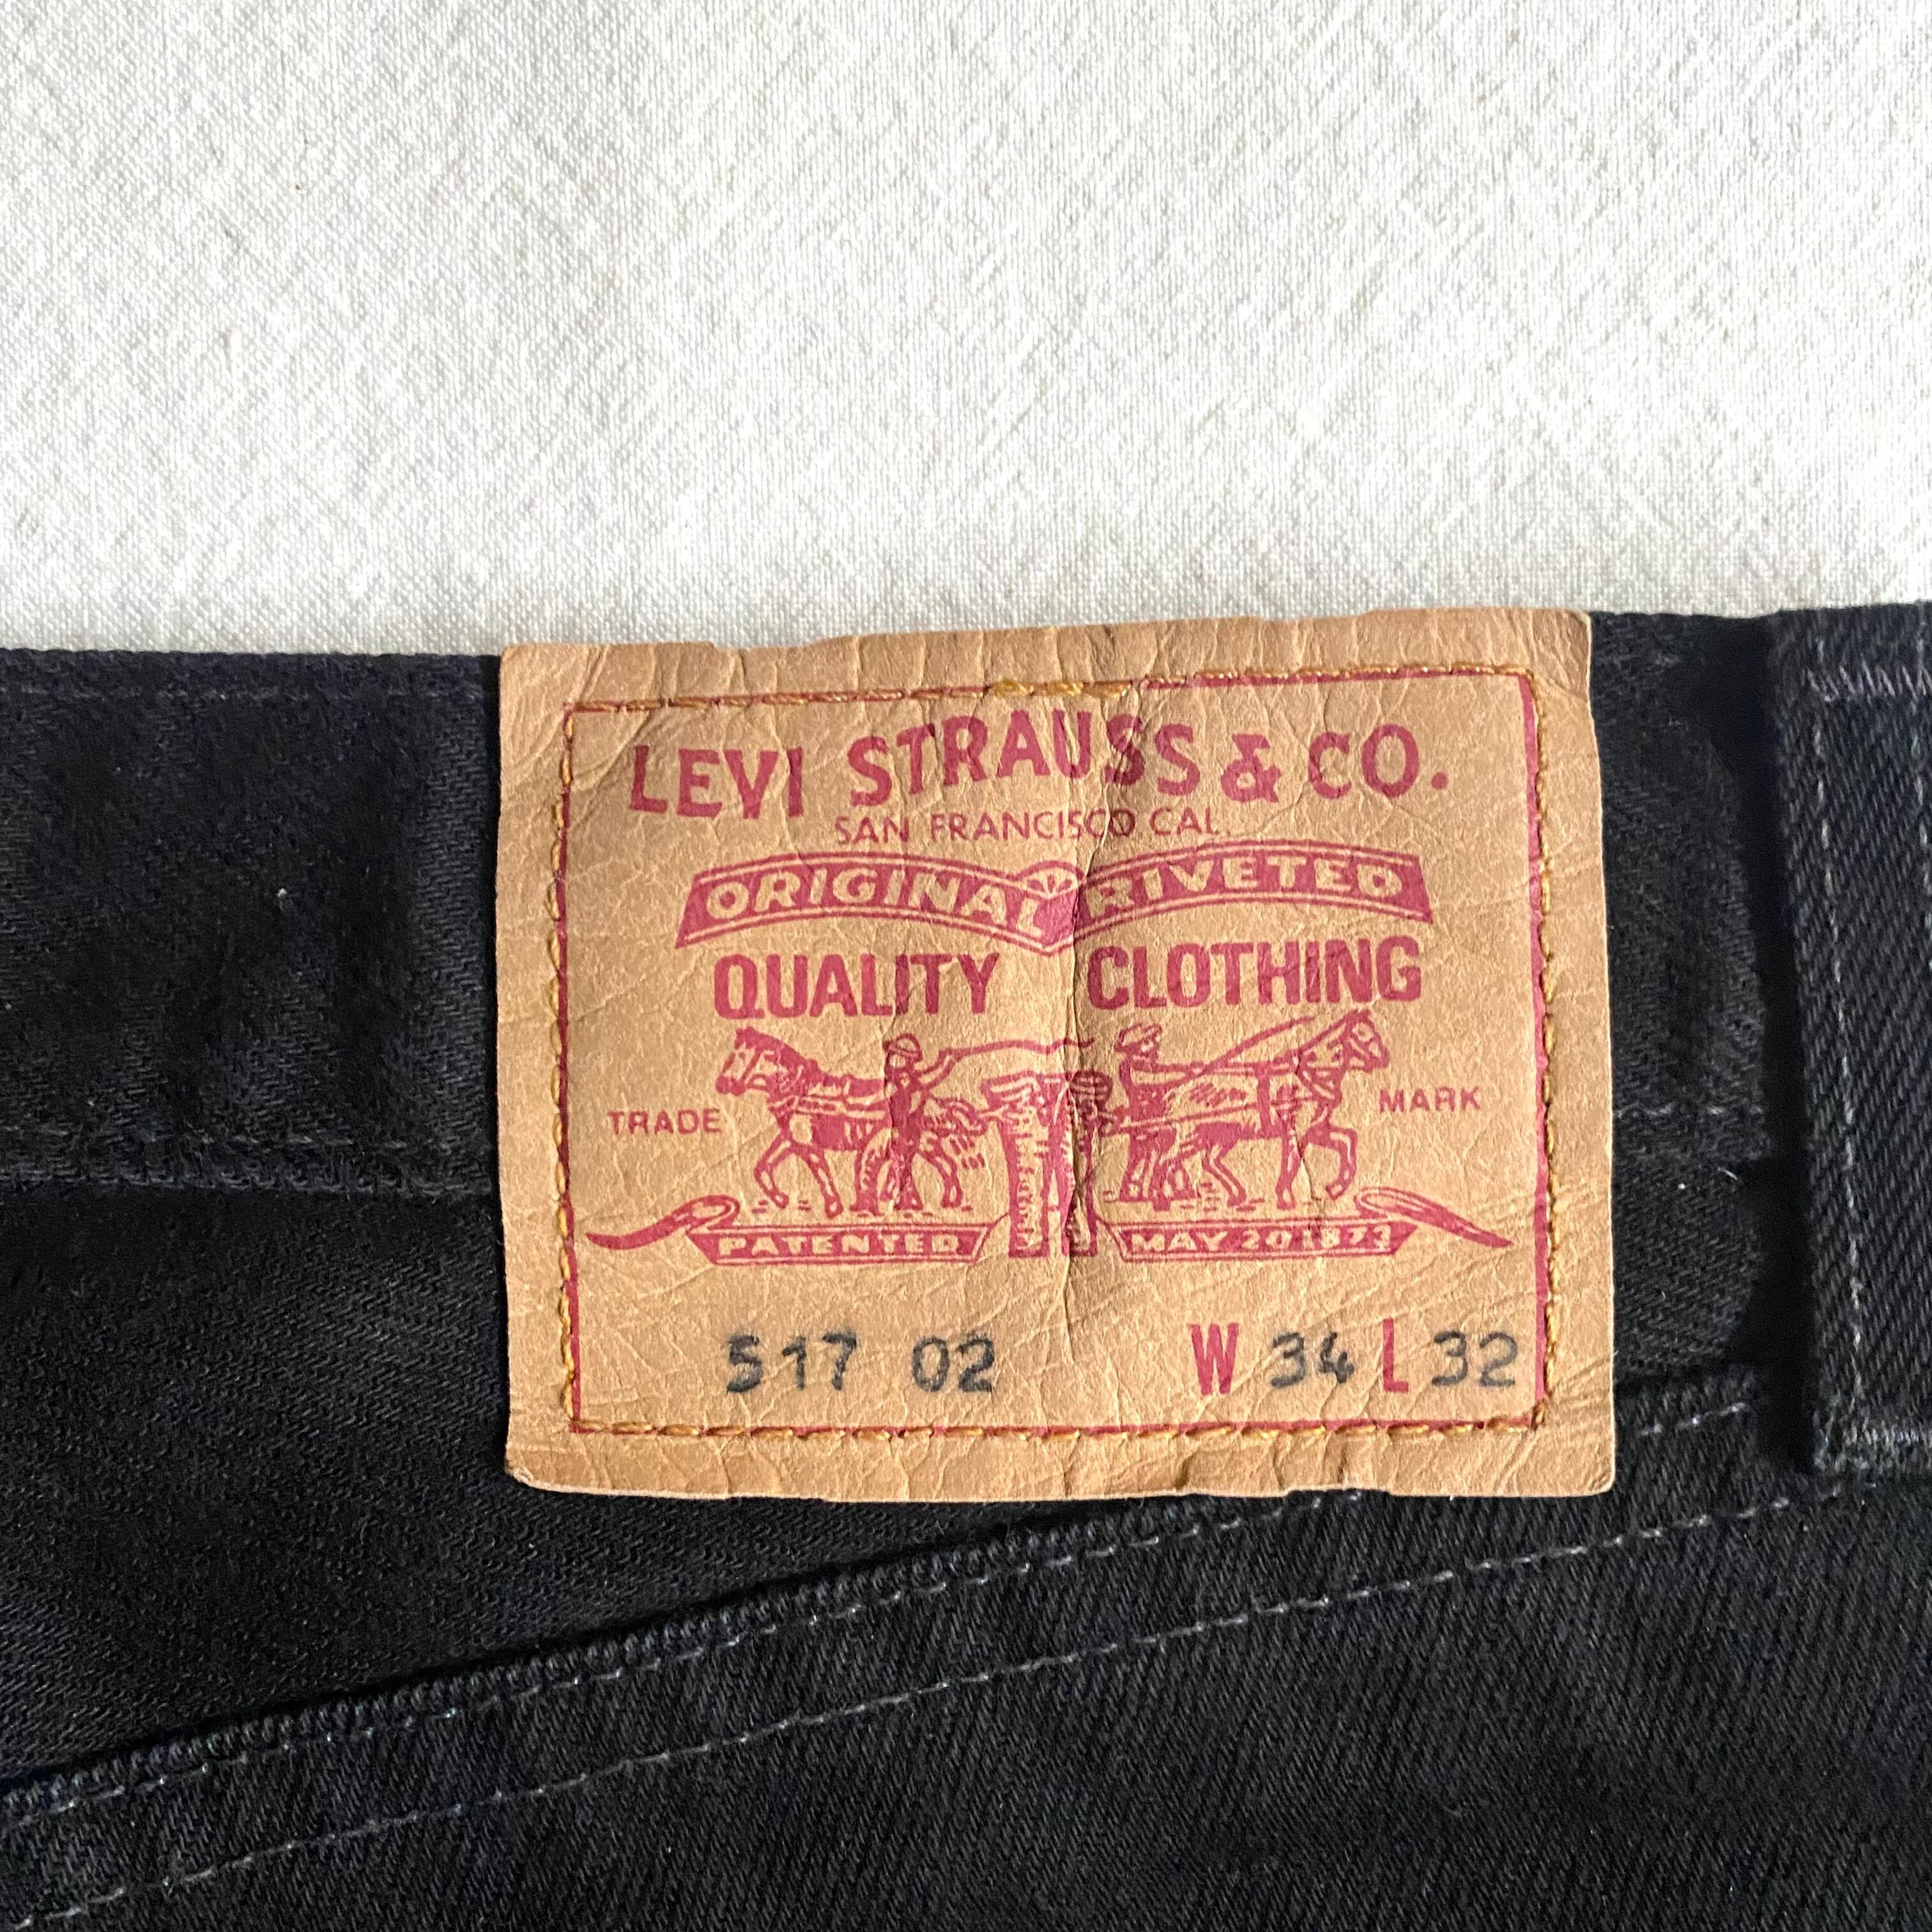 LEVI STRAUSS & CO.
SAN FRANCISCO CAL.
ORIGINAL RIVETED
QUALITY CLOTHING
TRADE MARK
PATENTED MAY 20 1873
517 02 W 34 L 32